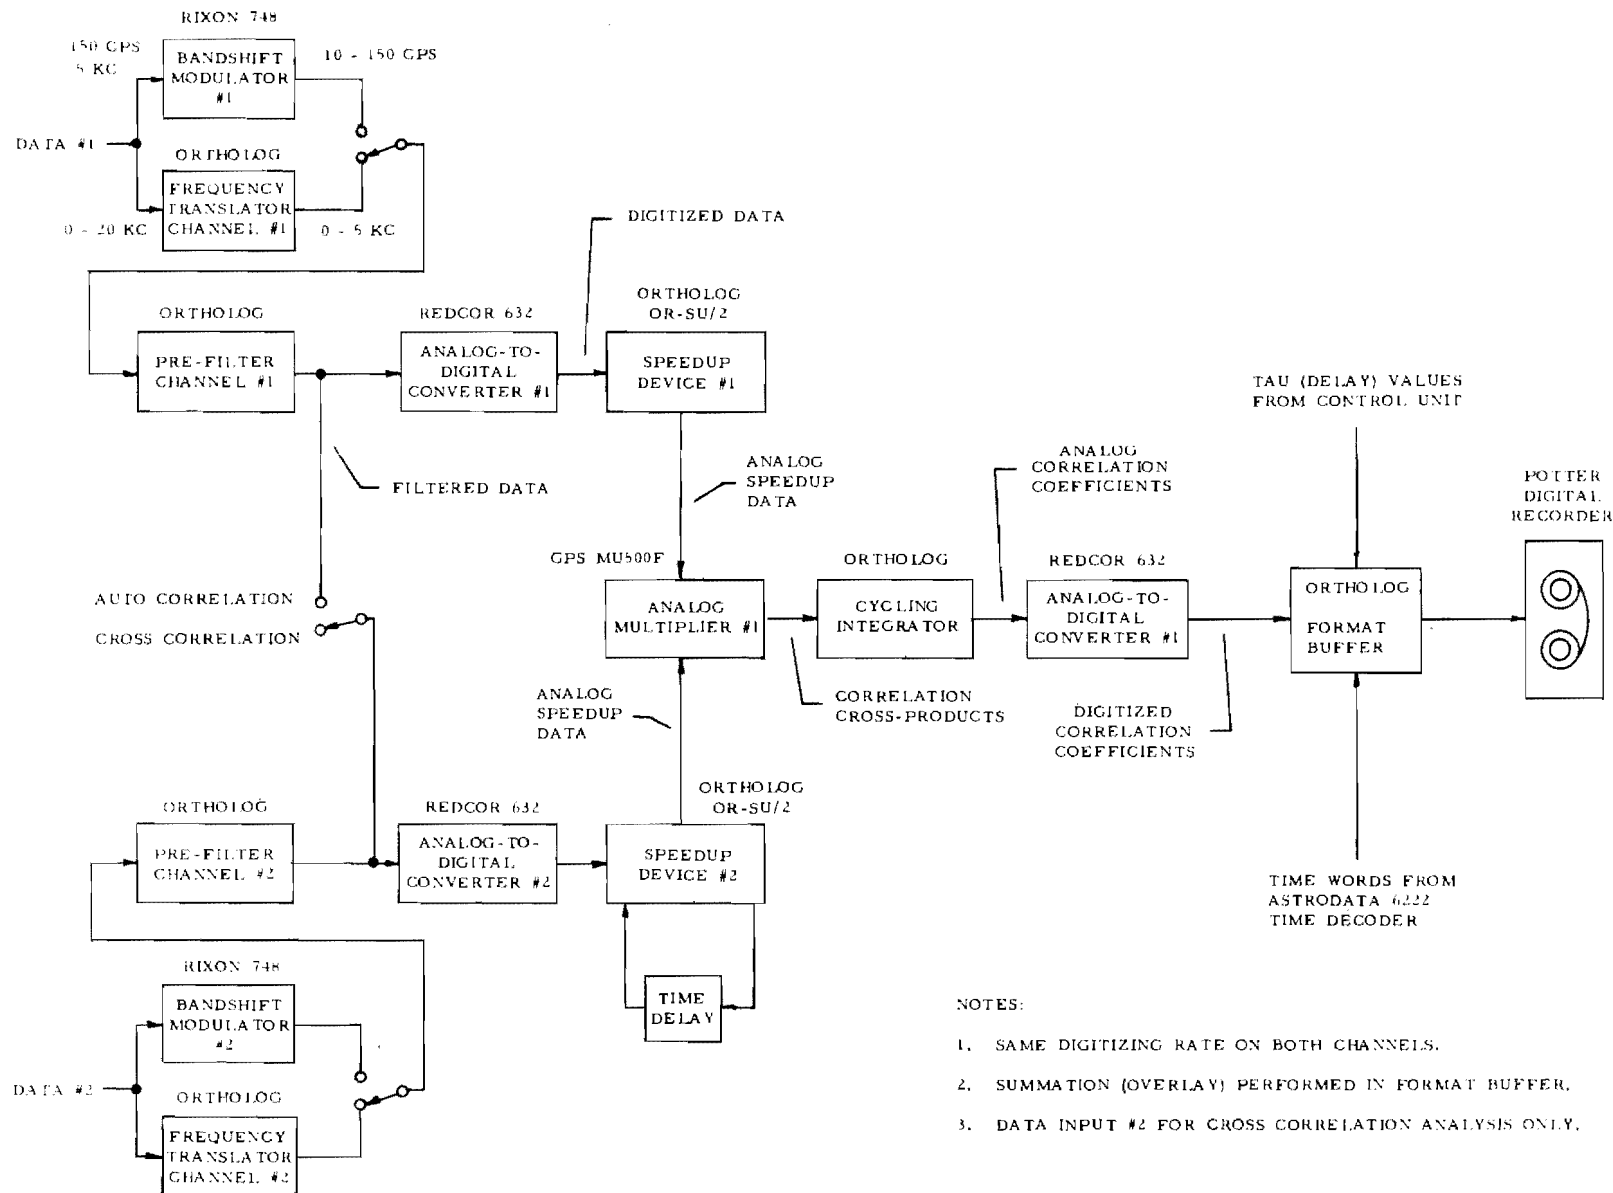 RIXON 748
150 CPS
5 KC
BANDSHIFT
MODULATOR
#1
10 - 150 CPS
DATA #1
ORTHOLOG
FREQUENCY
TRANSLATOR
CHANNEL #1
0 - 20 KC
0 - 5 KC
DIGITIZED DATA
ORTHOLOG
PRE-FILTER
CHANNEL #1
REDCOR 632
ANALOG-TO-
DIGITAL
CONVERTER #1
ORTHOLOG
OR-SU/2
SPEEDUP
DEVICE #1
FILTERED DATA
ANALOG
SPEEDUP
DATA
TAU (DELAY) VALUES
FROM CONTROL UNIT
ANALOG
CORRELATION
COEFFICIENTS
POTTER
DIGITAL
RECORDER
AUTO CORRELATION
CROSS CORRELATION
GPS MU500F
ANALOG
MULTIPLIER #1
ORTHOLOG
CYCLING
INTEGRATOR
REDCOR 632
ANALOG-TO-
DIGITAL
CONVERTER #1
ORTHOLOG
FORMAT
BUFFER
ANALOG
SPEEDUP
DATA
CORRELATION
CROSS-PRODUCTS
DIGITIZED
CORRELATION
COEFFICIENTS
ORTHOLOG
PRE-FILTER
CHANNEL #2
REDCOR 632
ANALOG-TO-
DIGITAL
CONVERTER #2
ORTHOLOG
OR-SU/2
SPEEDUP
DEVICE #2
TIME
DELAY
TIME WORDS FROM
ASTRODATA 6222
TIME DECODER
RIXON 748
BANDSHIFT
MODULATOR
#2
DATA #2
ORTHOLOG
FREQUENCY
TRANSLATOR
CHANNEL #2
NOTES:
1. SAME DIGITIZING RATE ON BOTH CHANNELS.
2. SUMMATION (OVERLAY) PERFORMED IN FORMAT BUFFER.
3. DATA INPUT #2 FOR CROSS CORRELATION ANALYSIS ONLY.